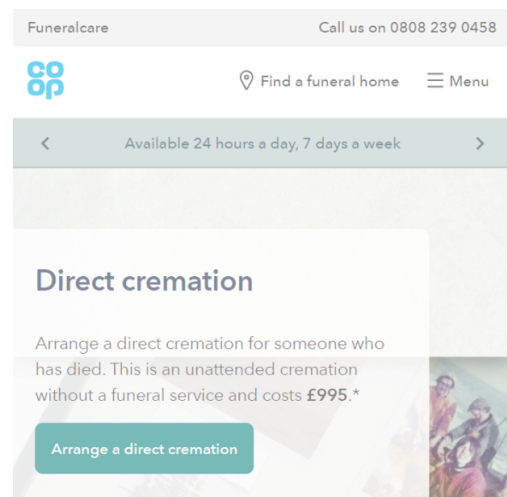 Funeralcare
Call us on 0808 239 0458
CO
OP
Find a funeral home
Menu
Available 24 hours a day, 7 days a week
Direct cremation
Arrange a direct cremation for someone who
has died. This is an unattended cremation
without a funeral service and costs £995.*
Arrange a direct cremation